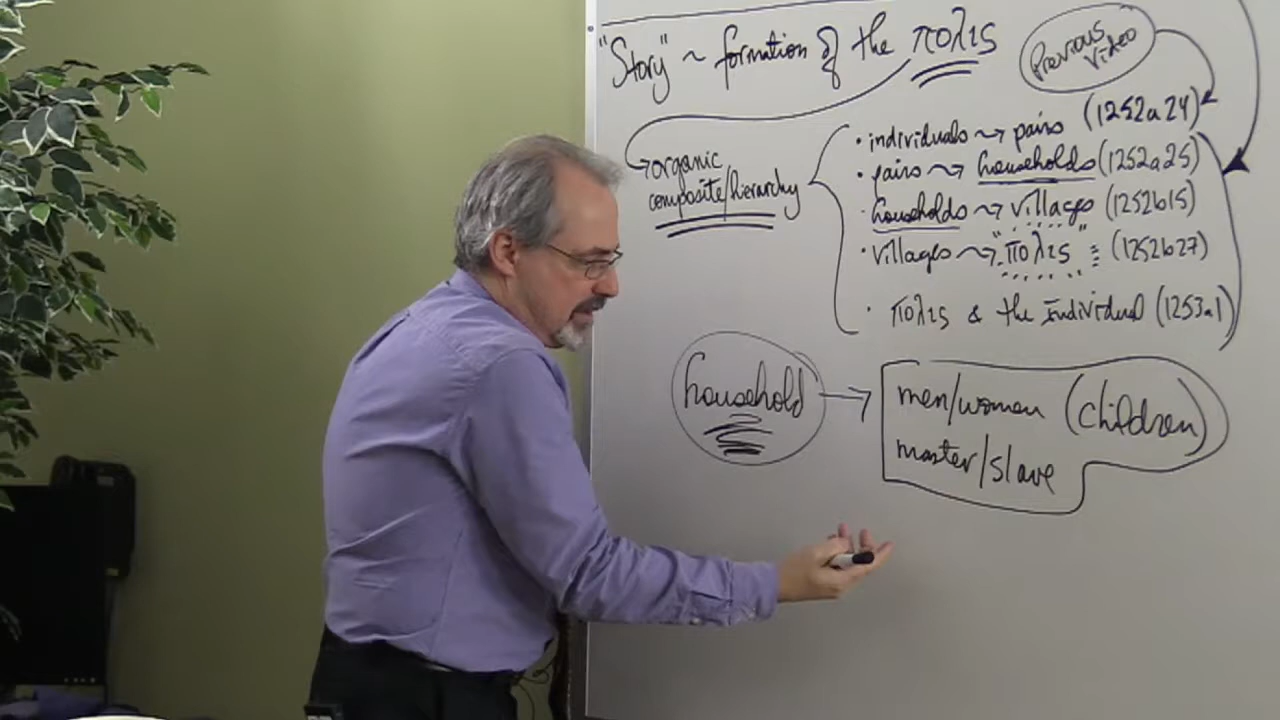 "Story" ~ formation of the πολις
Previous
Video
organic
composite/hierarchy
• individuals ⤳ pairs (1252a24)
• pairs ⤳ households (1252a25)
• households ⤳ villages (1252b15)
• villages ⤳ "πολις" (1252b27)
• πολις & the individual (1253a1)
household → men/women (children)
master/slave